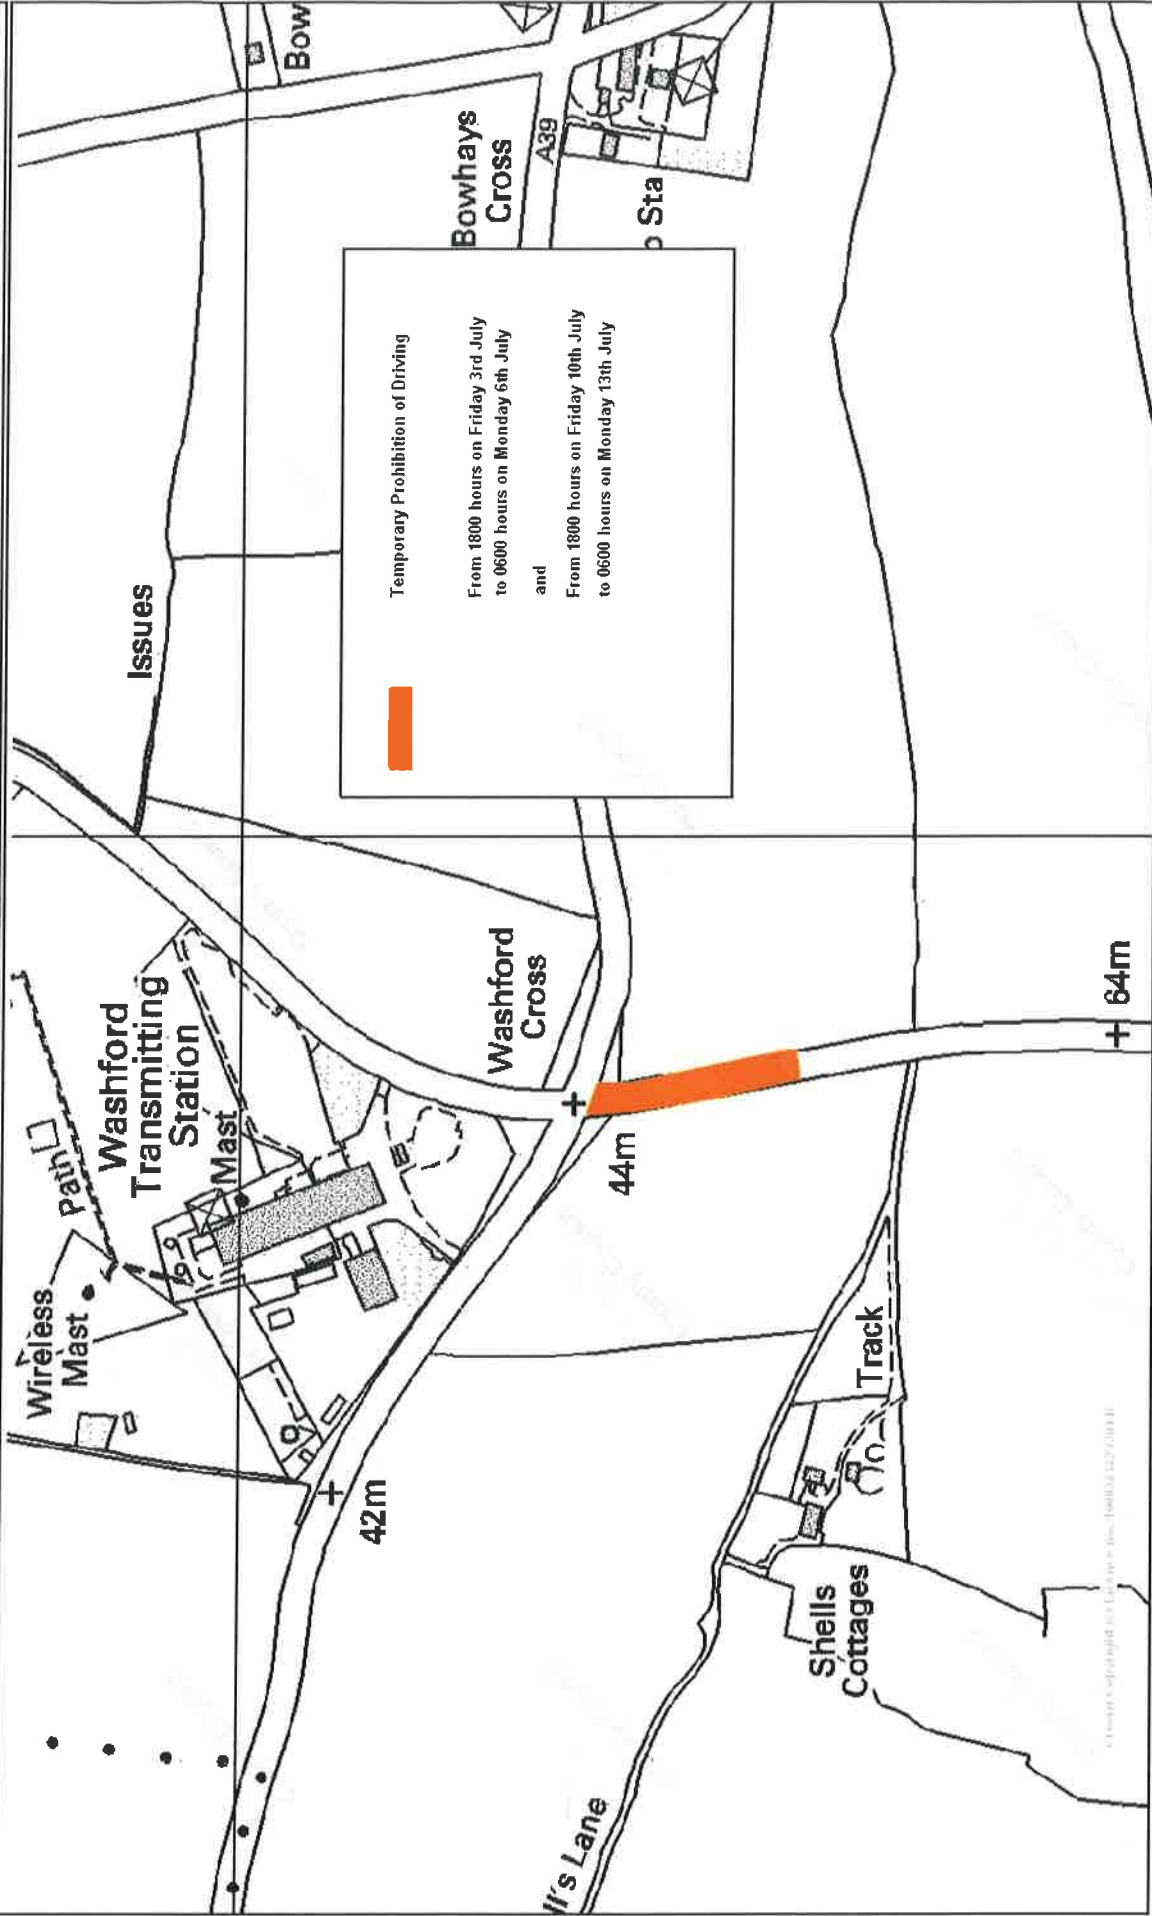 Wireless
Mast
Path
Washford
Transmitting
Station
Mast
Issues
Bow
42m
Washford
Cross
44m
Bowhays
Cross
A39
o Sta
Temporary Prohibition of Driving
From 1800 hours on Friday 3rd July
to 0600 hours on Monday 6th July
and
From 1800 hours on Friday 10th July
to 0600 hours on Monday 13th July
ll's Lane
Shells
Cottages
Track
64m